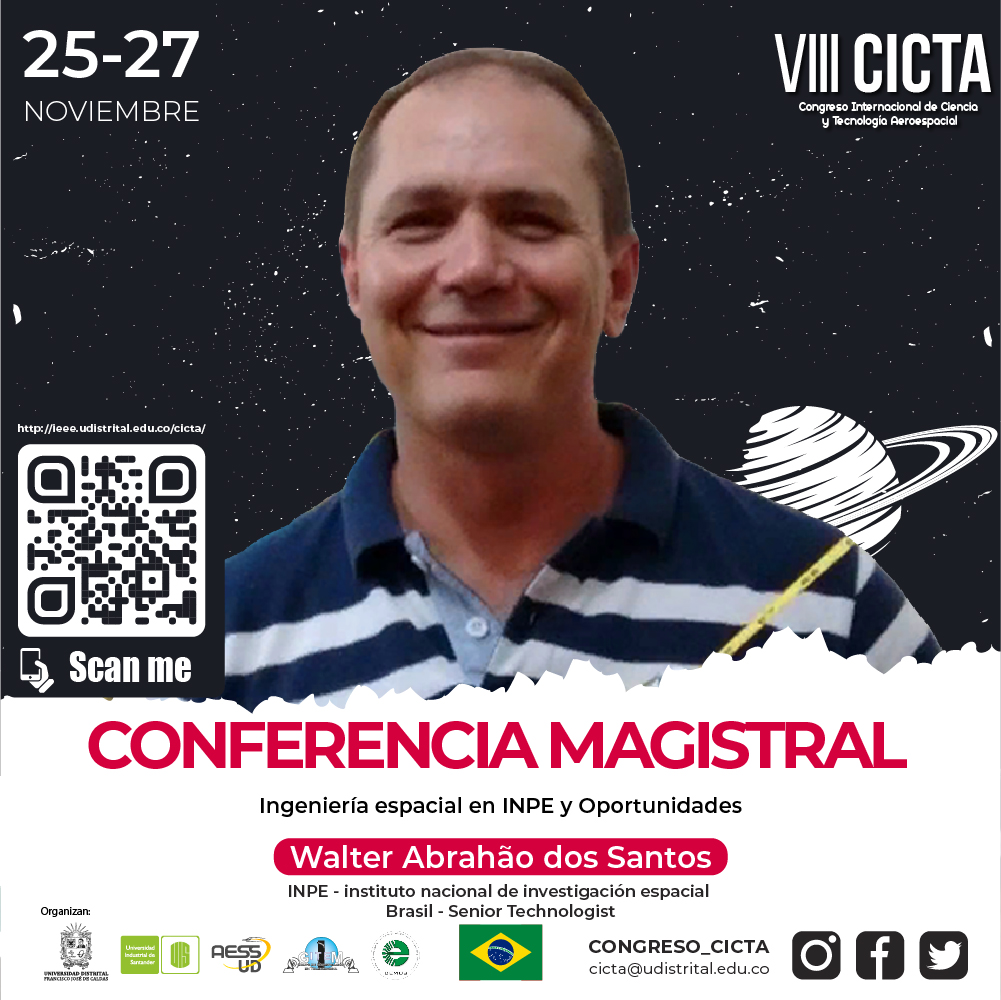 25-27
NOVIEMBRE
VIII CICTA
Congreso Internacional de Ciencia
y Tecnología Aeroespacial
http://ieee.udistrital.edu.co/cicta/
Scan me
CONFERENCIA MAGISTRAL
Ingeniería espacial en INPE y Oportunidades
Walter Abrahão dos Santos
INPE - instituto nacional de investigación espacial
Brasil - Senior Technologist
Organizan:
UNIVERSIDAD DISTRITAL
FRANCISCO JOSÉ DE CALDAS
Universidad
Industrial de
Santander
UIS
AESS
UD
CONGRESO_CICTA
cicta@udistrital.edu.co